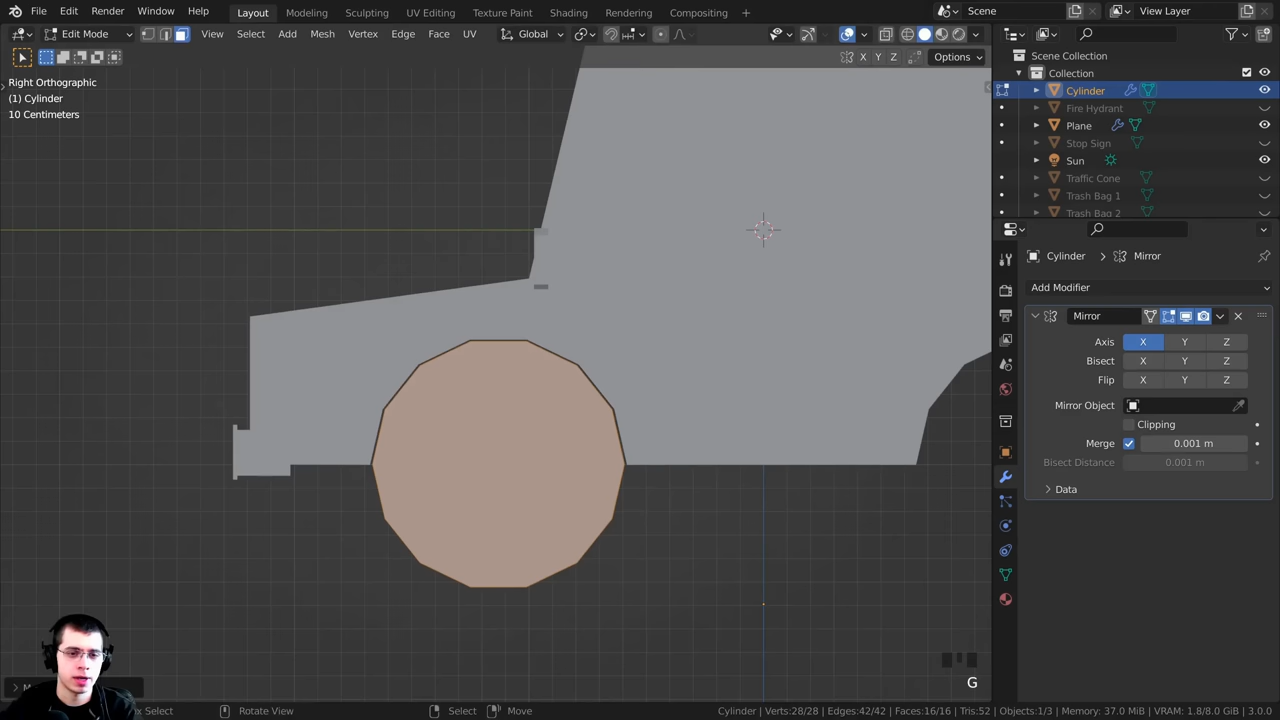 File Edit Render Window Help
Layout Modeling Sculpting UV Editing Texture Paint Shading Animation Rendering Compositing +
Scene
View Layer
Edit Mode
View Select Add Mesh Vertex Edge Face UV
Global
X Y Z
Options
Right Orthographic
(1) Cylinder
10 Centimeters
Scene Collection
Collection
Cylinder
Fire Hydrant
Plane
Stop Sign
Sun
Traffic Cone
Trash Bag 1
Trash Bag 2
Cylinder > Mirror
Add Modifier
Mirror
Axis X Y Z
Bisect X Y Z
Flip X Y Z
Mirror Object
Clipping
Merge 0.001 m
Bisect Distance 0.001 m
Data
G
Select
Rotate View
Select
Move
Cylinder | Verts:28/28 | Edges:42/42 | Faces:16/16 | Tris:52 | Objects:1/3 | Memory: 37.0 MiB | VRAM: 1.8/8.0 GiB | 3.0.0